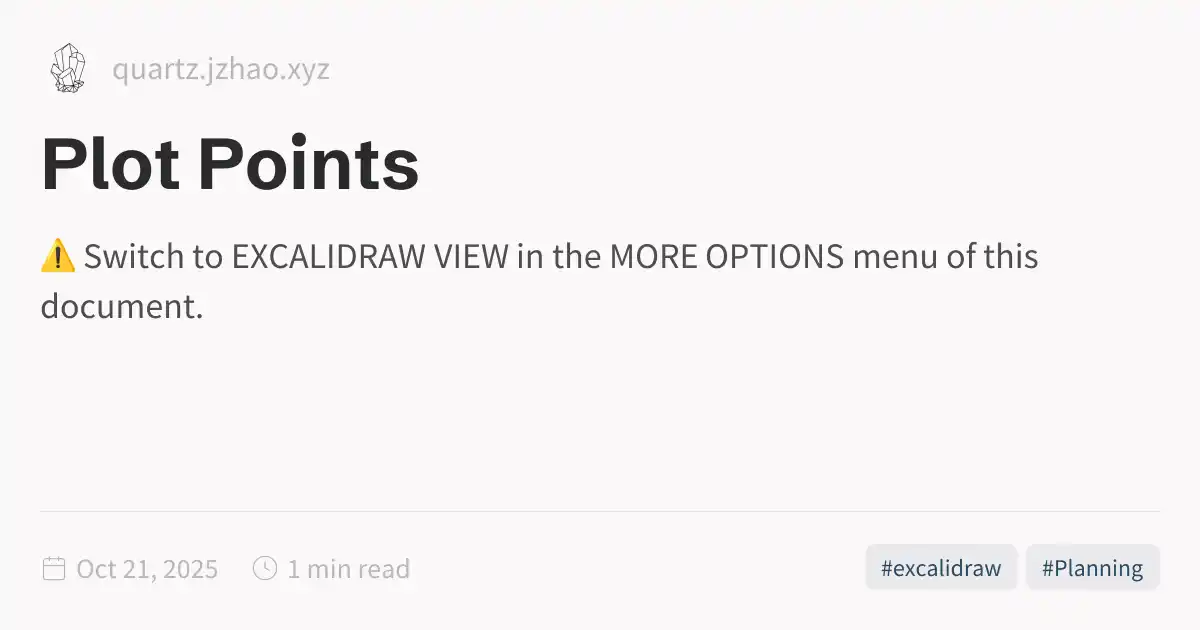 quartz.jzhao.xyz
Plot Points
⚠️ Switch to EXCALIDRAW VIEW in the MORE OPTIONS menu of this
document.
Oct 21, 2025 1 min read #excalidraw #Planning